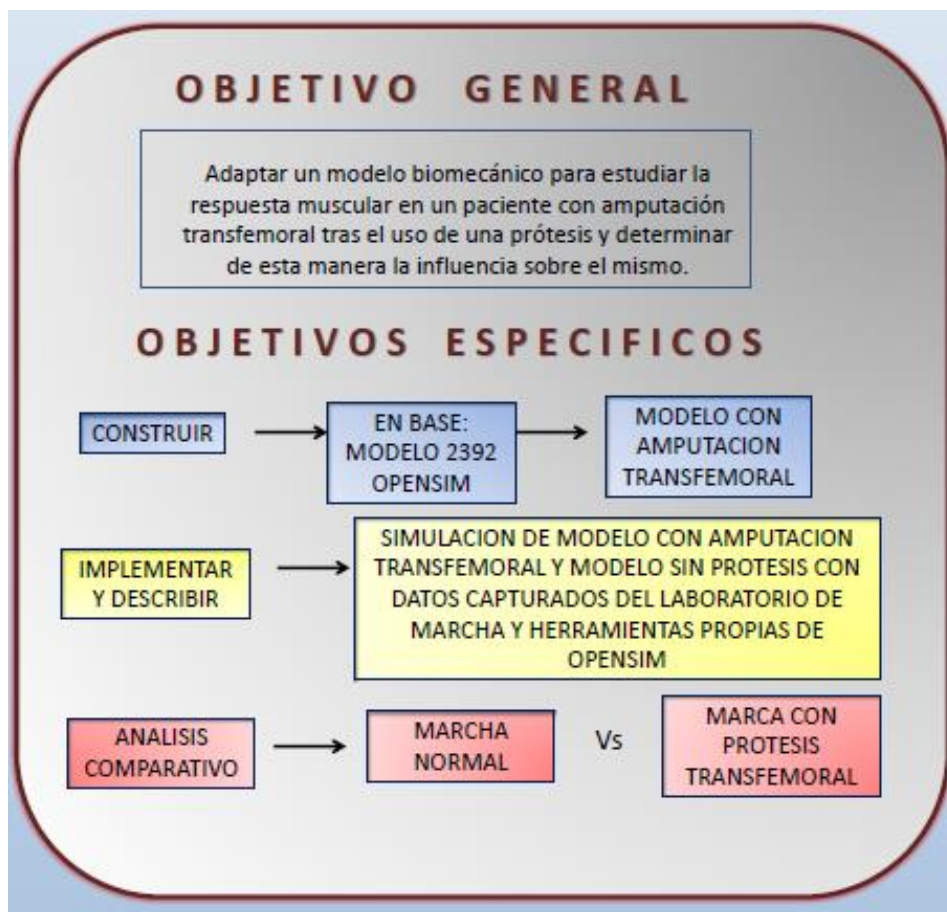 OBJETIVO GENERAL
Adaptar un modelo biomecánico para estudiar la
respuesta muscular en un paciente con amputación
transfemoral tras el uso de una prótesis y determinar
de esta manera la influencia sobre el mismo.
OBJETIVOS ESPECIFICOS
CONSTRUIR
EN BASE:
MODELO 2392
OPENSIM
MODELO CON
AMPUTACION
TRANSFEMORAL
IMPLEMENTAR
Y DESCRIBIR
SIMULACION DE MODELO CON AMPUTACION
TRANSFEMORAL Y MODELO SIN PROTESIS CON
DATOS CAPTURADOS DEL LABORATORIO DE
MARCHA Y HERRAMIENTAS PROPIAS DE
OPENSIM
ANALISIS
COMPARATIVO
MARCHA
NORMAL
Vs
MARCA CON
PROTESIS
TRANSFEMORAL